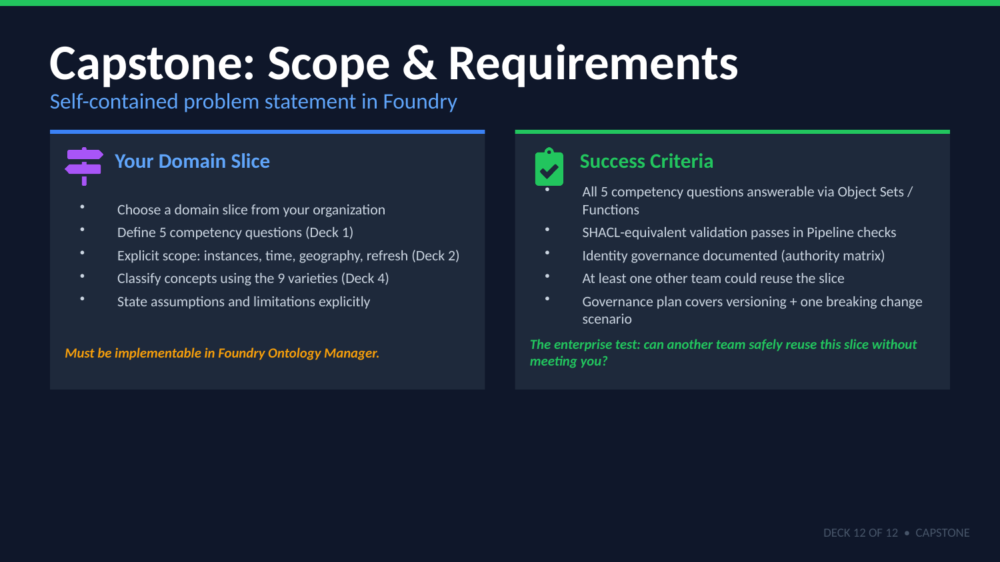 Capstone: Scope & Requirements
Self-contained problem statement in Foundry
Your Domain Slice
• Choose a domain slice from your organization
• Define 5 competency questions (Deck 1)
• Explicit scope: instances, time, geography, refresh (Deck 2)
• Classify concepts using the 9 varieties (Deck 4)
• State assumptions and limitations explicitly
Must be implementable in Foundry Ontology Manager.
Success Criteria
• All 5 competency questions answerable via Object Sets /
Functions
• SHACL-equivalent validation passes in Pipeline checks
• Identity governance documented (authority matrix)
• At least one other team could reuse the slice
• Governance plan covers versioning + one breaking change
scenario
The enterprise test: can another team safely reuse this slice without
meeting you?
DECK 12 OF 12 • CAPSTONE